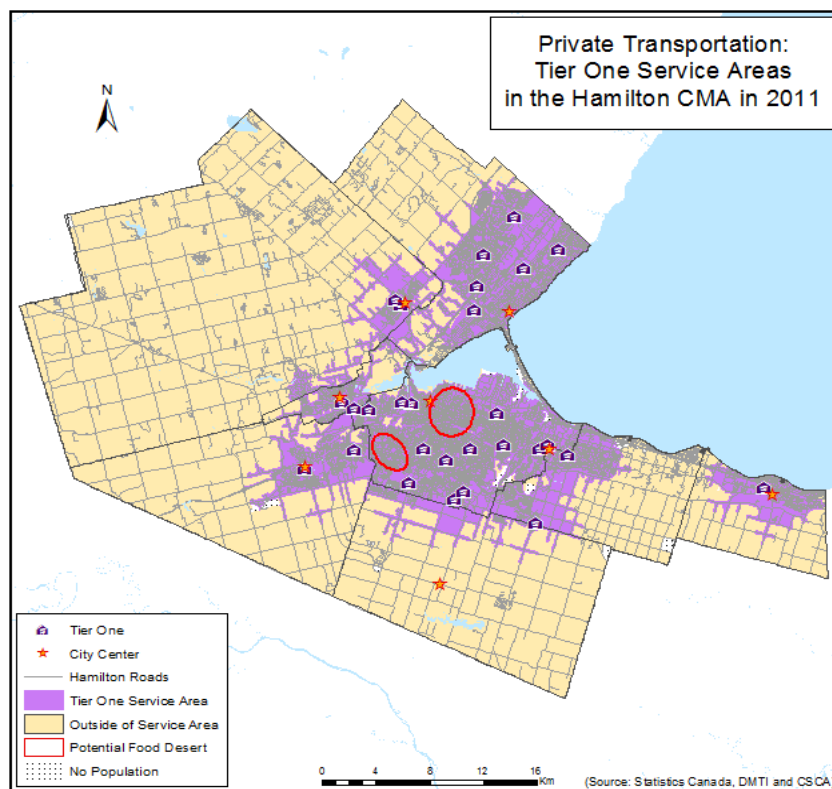 Private Transportation:
Tier One Service Areas
in the Hamilton CMA in 2011
N
Tier One
City Center
Hamilton Roads
Tier One Service Area
Outside of Service Area
Potential Food Desert
No Population
0 2 4 8 12 16
Km
(Source: Statistics Canada, DMTI and CSCA